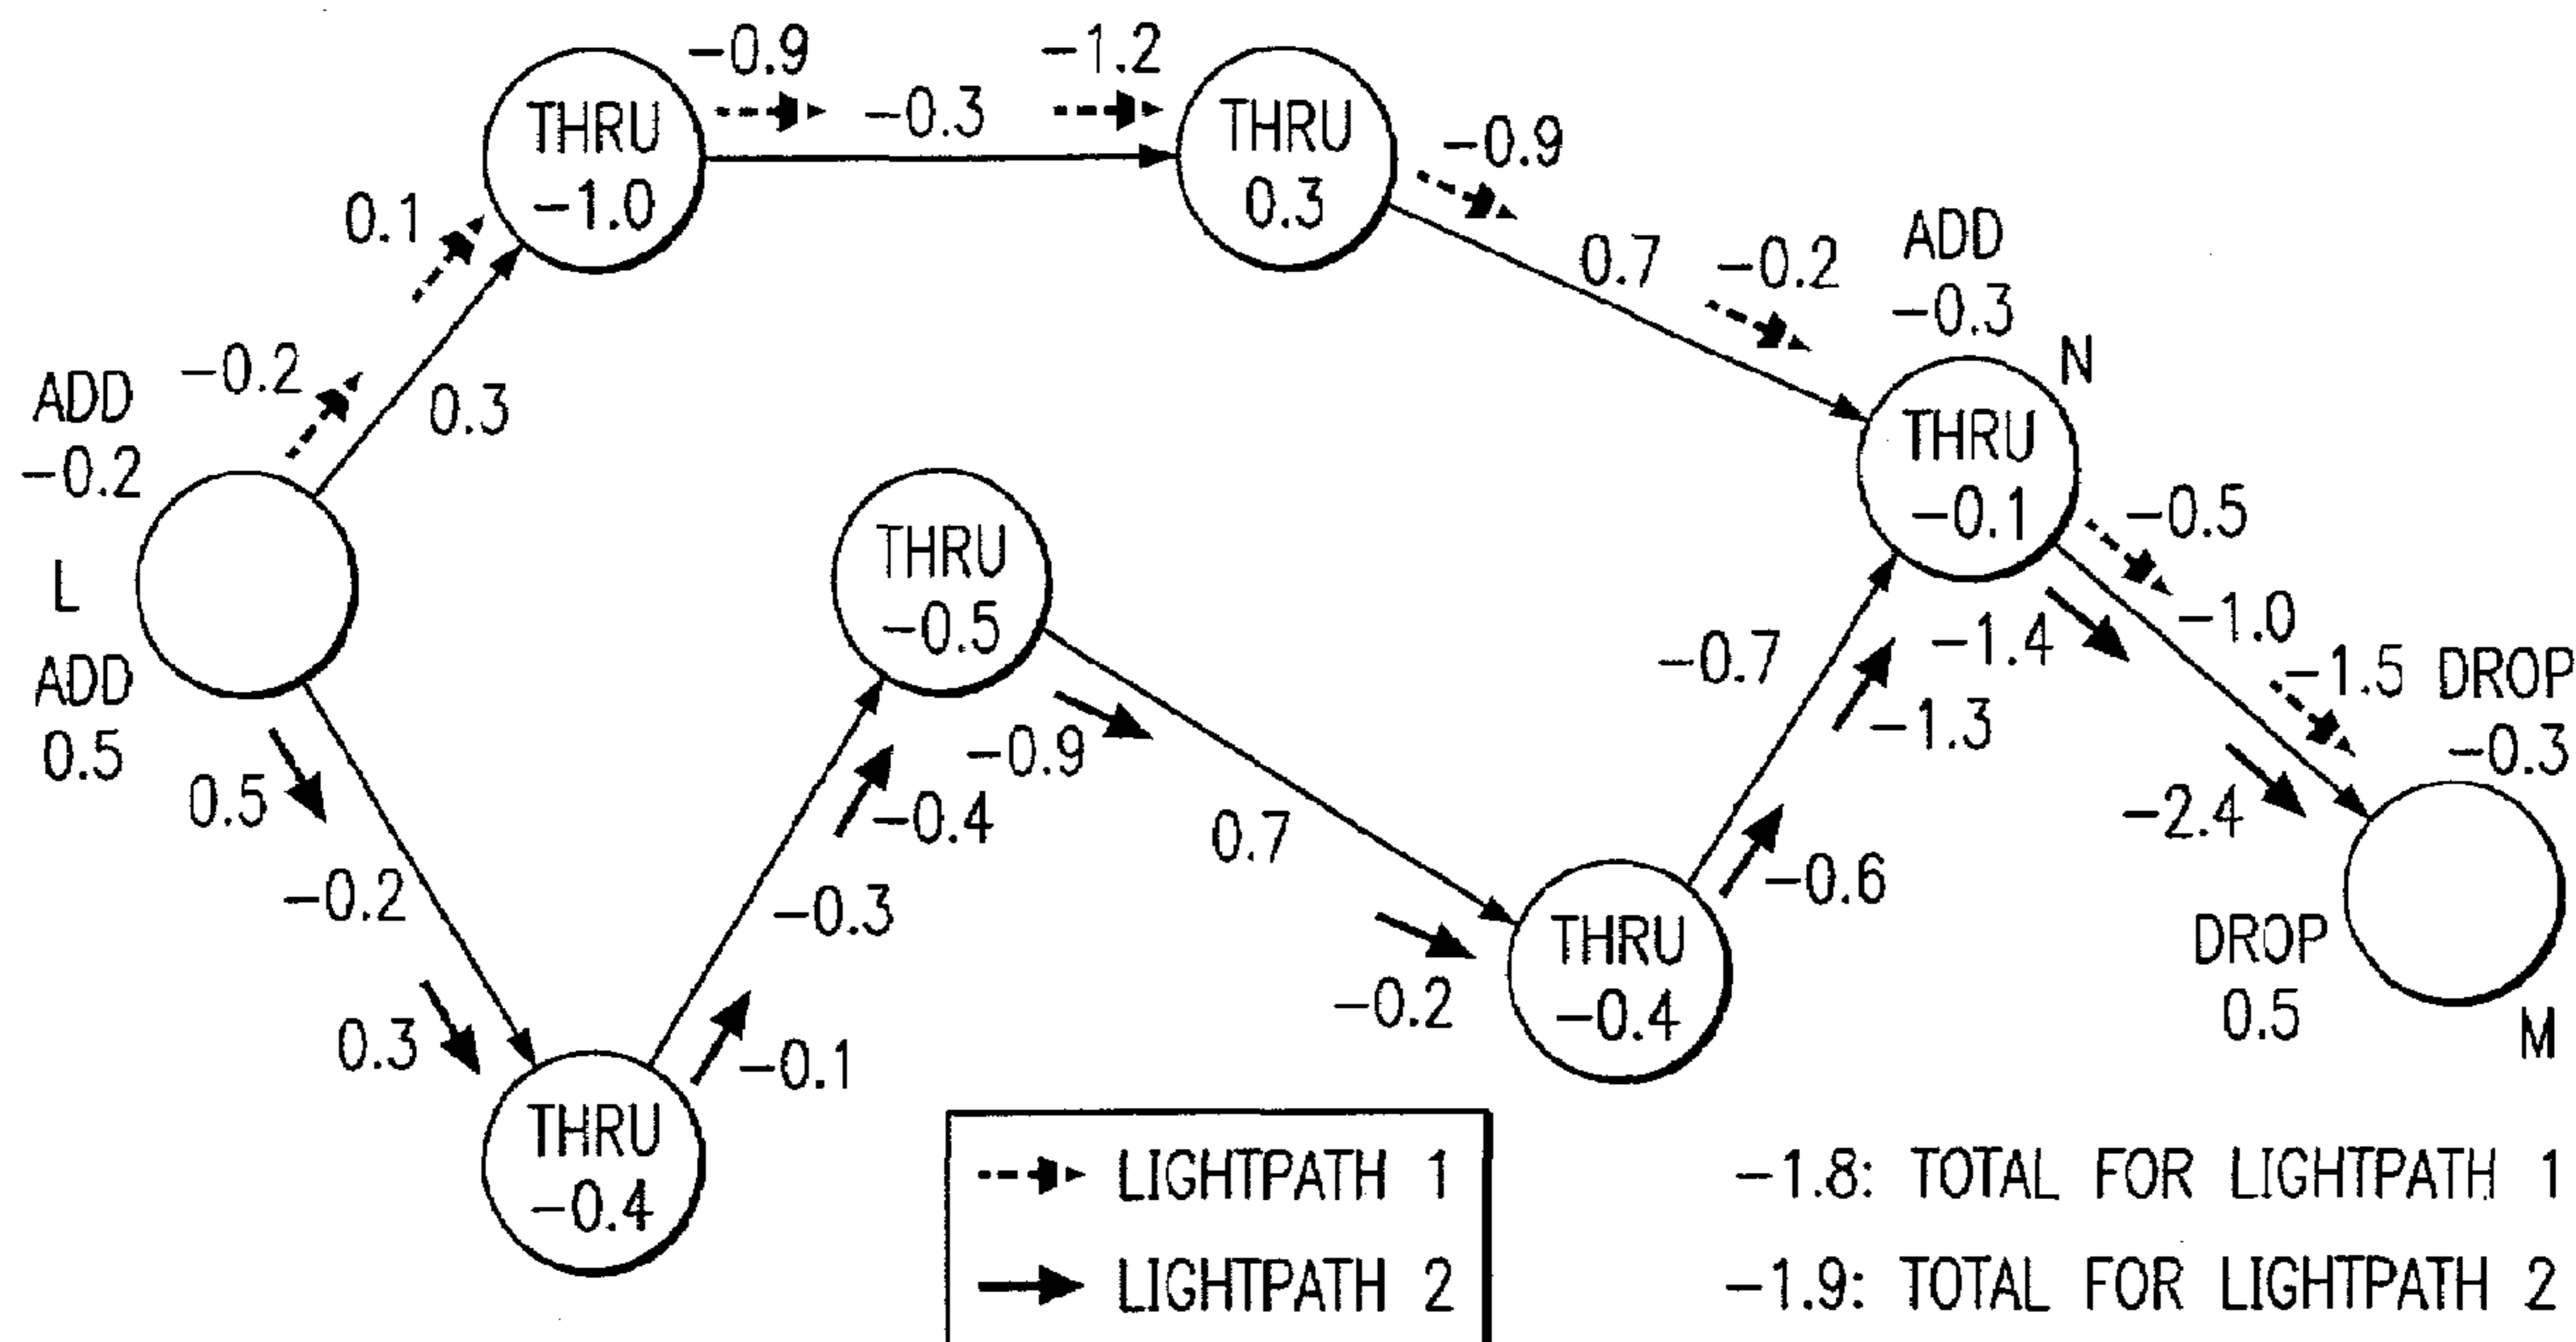 -0.9
-1.2
THRU
-1.0
-0.3
THRU
0.3
-0.9
0.1
0.7
-0.2
ADD
-0.3
N
ADD
-0.2
-0.2
0.3
THRU
-0.1
-0.5
L
THRU
-0.5
-1.0
-1.4
-0.7
-1.3
-1.5
DROP
-0.3
ADD
0.5
0.5
-0.4
-0.9
0.7
-2.4
-0.2
-0.3
-0.6
THRU
-0.4
-0.2
DROP
0.5
M
0.3
-0.1
THRU
-0.4
LIGHTPATH 1
LIGHTPATH 2
-1.8: TOTAL FOR LIGHTPATH 1
-1.9: TOTAL FOR LIGHTPATH 2